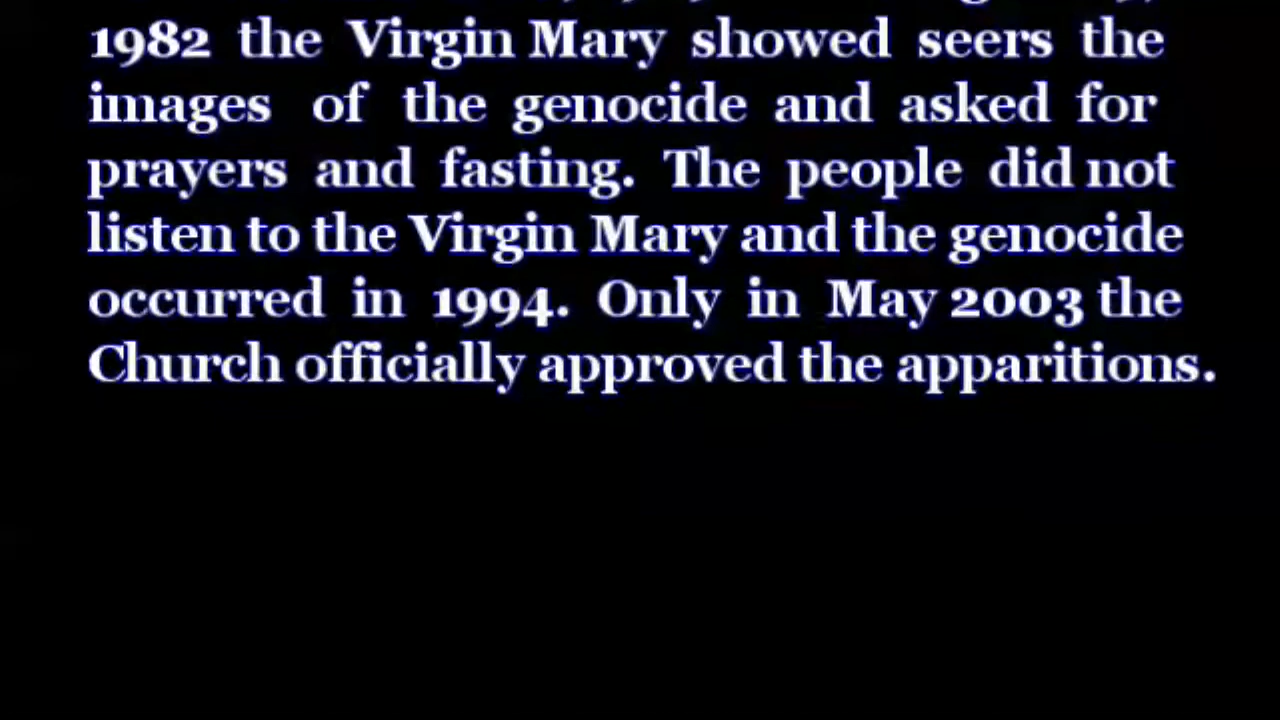 1982 the Virgin Mary showed seers the
images of the genocide and asked for
prayers and fasting. The people did not
listen to the Virgin Mary and the genocide
occurred in 1994. Only in May 2003 the
Church officially approved the apparitions.